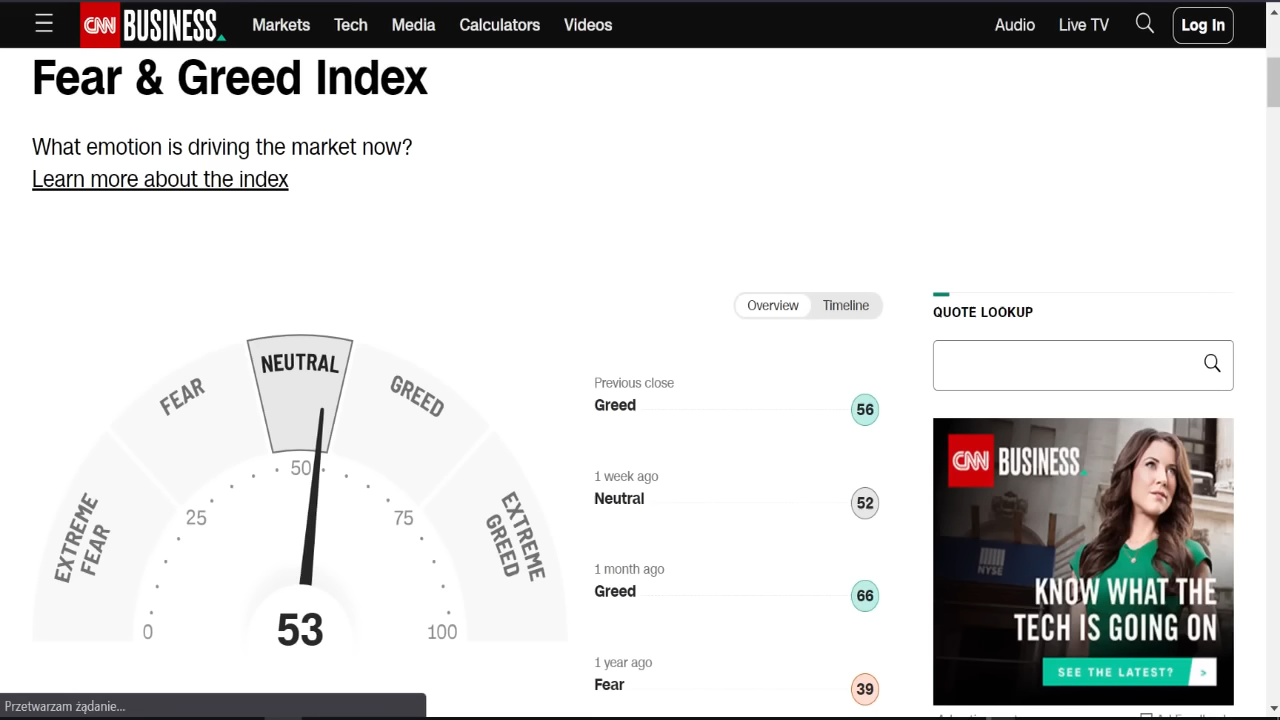 CNN BUSINESS
Markets Tech Media Calculators Videos
Audio Live TV
Log In
Fear & Greed Index
What emotion is driving the market now?
Learn more about the index
Overview Timeline
EXTREME FEAR
FEAR
NEUTRAL
GREED
EXTREME GREED
0
25
50
75
100
53
Previous close
Greed 56
1 week ago
Neutral 52
1 month ago
Greed 66
1 year ago
Fear 39
QUOTE LOOKUP
CNN BUSINESS
NYSE
KNOW WHAT THE
TECH IS GOING ON
SEE THE LATEST? >
Przetwarzam żądanie...